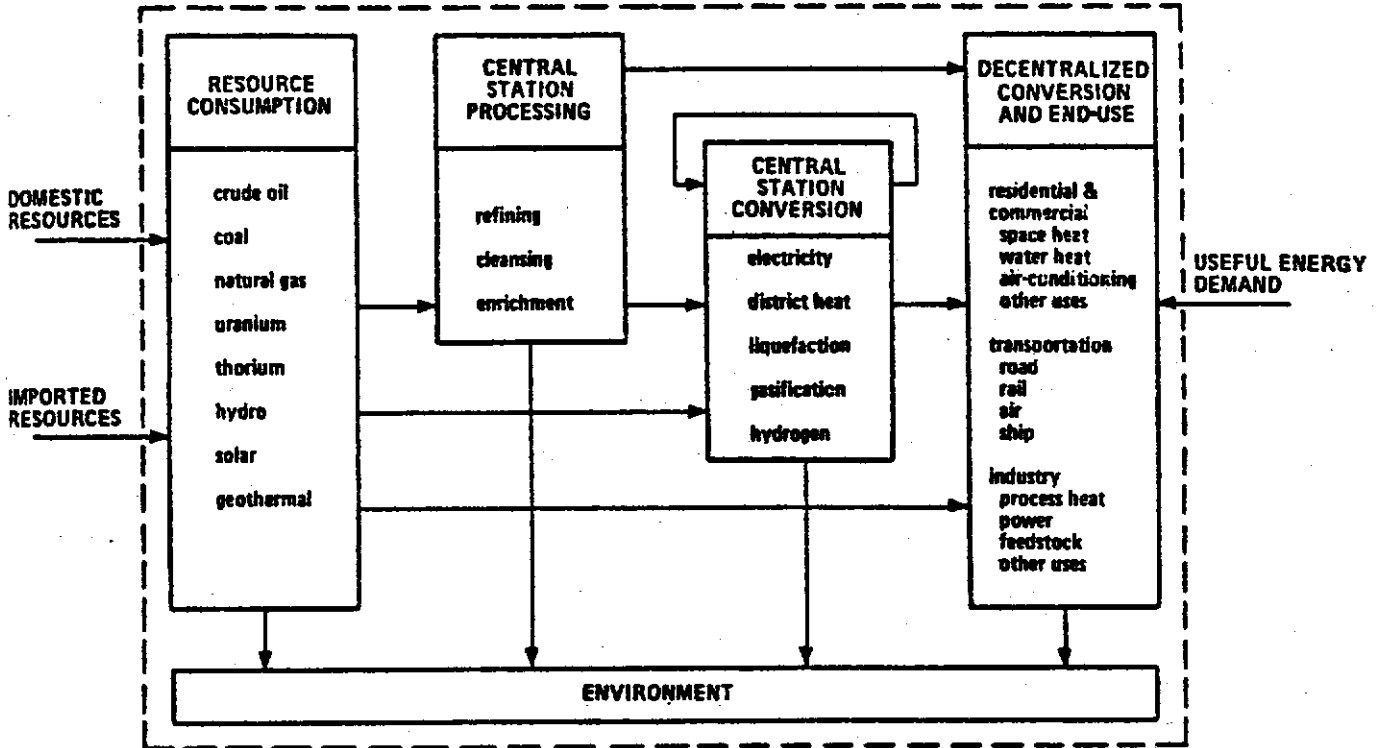 DOMESTIC
RESOURCES
IMPORTED
RESOURCES
RESOURCE
CONSUMPTION
crude oil
coal
natural gas
uranium
thorium
hydro
solar
geothermal
CENTRAL
STATION
PROCESSING
refining
cleansing
enrichment
CENTRAL
STATION
CONVERSION
electricity
district heat
liquefaction
gasification
hydrogen
DECENTRALIZED
CONVERSION
AND END-USE
residential &
commercial
space heat
water heat
air-conditioning
other uses
transportation
road
rail
air
ship
industry
process heat
power
feedstock
other uses
USEFUL ENERGY
DEMAND
ENVIRONMENT